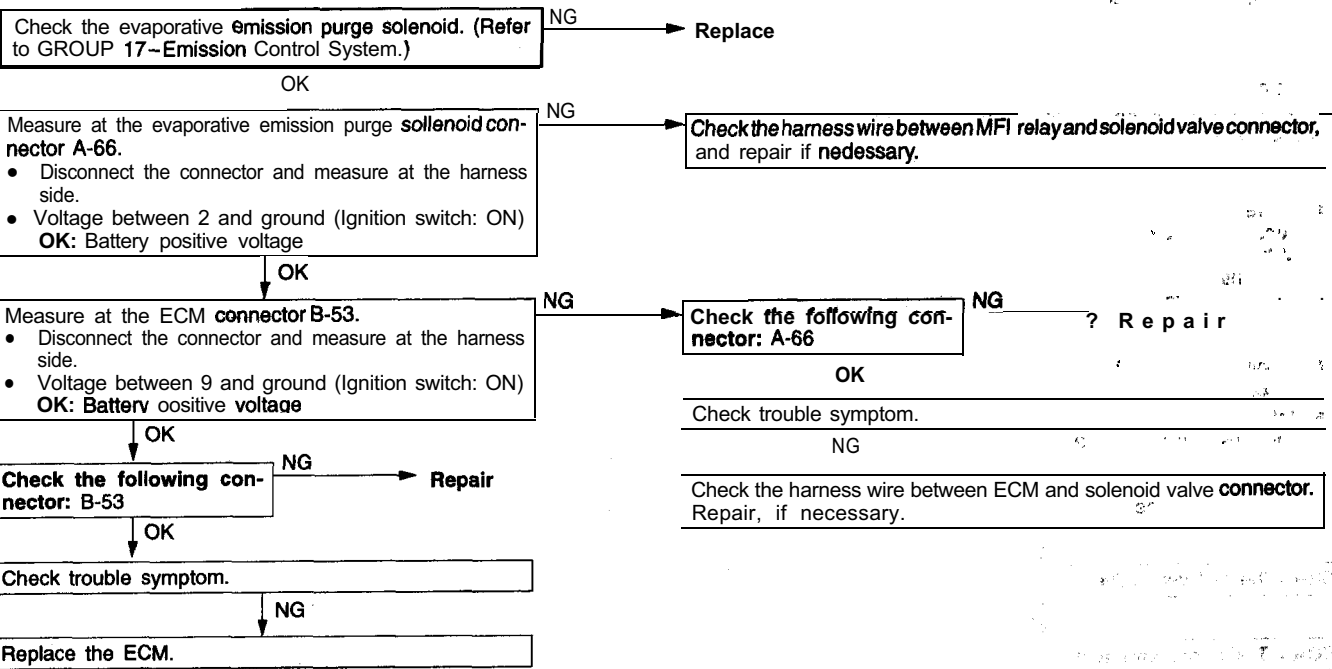 Check the evaporative emission purge solenoid. (Refer
to GROUP 17–Emission Control System.)
NG
Replace
OK
Measure at the evaporative emission purge sollenoid con-
nector A-66.
● Disconnect the connector and measure at the harness
side.
● Voltage between 2 and ground (Ignition switch: ON)
OK: Battery positive voltage
NG
Check the harness wire between MFI relay and solenoid valve connector,
and repair if nedessary.
OK
Measure at the ECM connector B-53.
● Disconnect the connector and measure at the harness
side.
● Voltage between 9 and ground (Ignition switch: ON)
OK: Battery oositive voltage
NG
Check the following con-
nector: A-66
NG
? Repair
OK
Check trouble symptom.
NG
Check the harness wire between ECM and solenoid valve connector.
Repair, if necessary.
OK
Check the following con-
nector: B-53
NG
Repair
OK
Check trouble symptom.
NG
Replace the ECM.